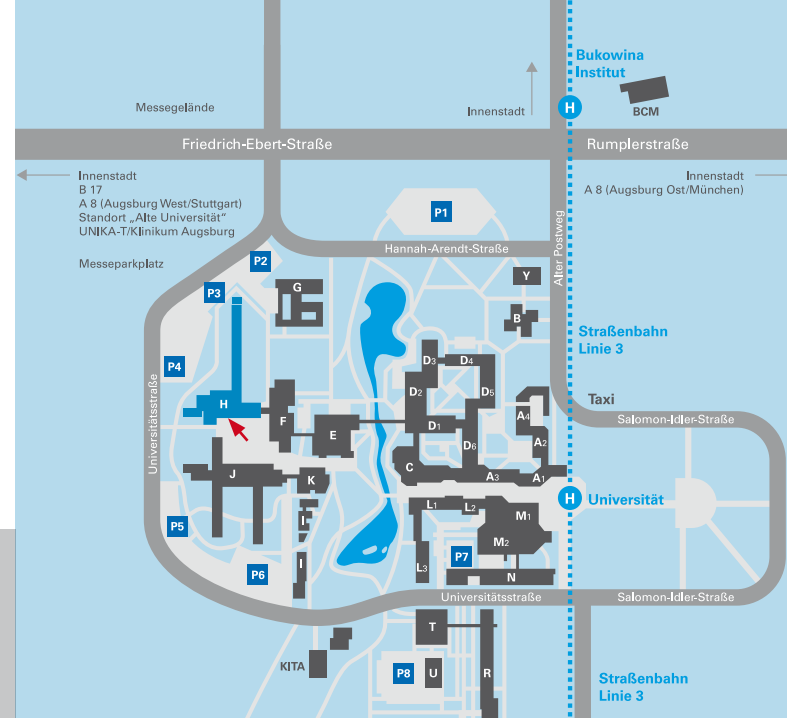 Bukowina
Institut
Messegelände
Innenstadt
H
BCM
Friedrich-Ebert-Straße
Rumplerstraße
Innenstadt
B 17
A 8 (Augsburg West/Stuttgart)
Standort „Alte Universität“
UNIKA-T/Klinikum Augsburg
Messeparkplatz
Innenstadt
A 8 (Augsburg Ost/München)
P1
Hannah-Arendt-Straße
Alter Postweg
P2
Y
P3
G
B
Straßenbahn
Linie 3
D3
D4
P4
D2
D5
Taxi
H
A4
Salomon-Idler-Straße
F
D1
E
A2
D6
Universitätsstraße
C
J
A3
A1
K
H
Universität
L1
L2
M1
I
P5
M2
P7
I
L3
P6
N
Universitätsstraße
Salomon-Idler-Straße
T
KITA
P8
U
R
Straßenbahn
Linie 3